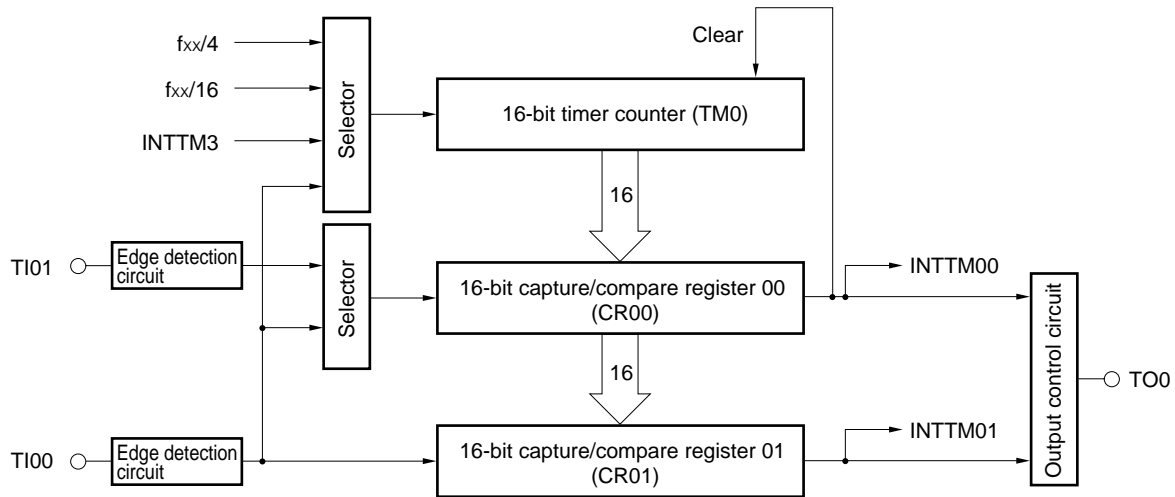 Clear
fxx/4
fxx/16
INTTM3
Selector
16-bit timer counter (TM0)
16
TI01
Edge detection
circuit
Selector
16-bit capture/compare register 00
(CR00)
INTTM00
16
Output control circuit
TO0
TI00
Edge detection
circuit
16-bit capture/compare register 01
(CR01)
INTTM01